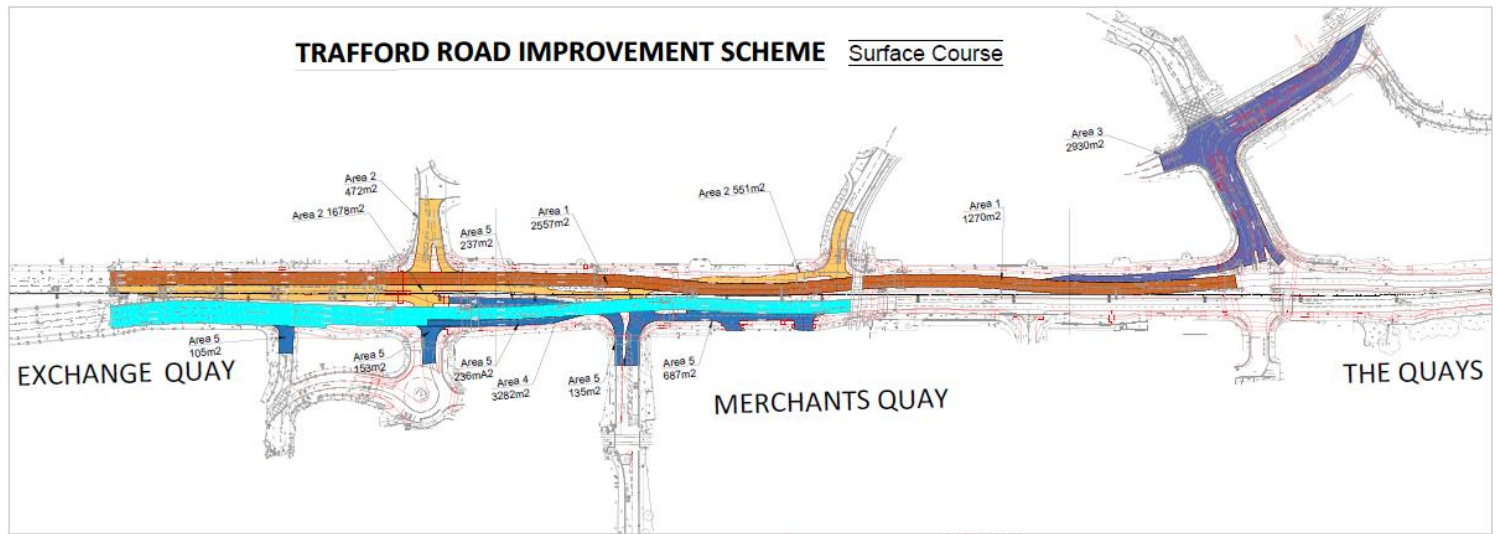 TRAFFORD ROAD IMPROVEMENT SCHEME Surface Course
Area 3
2930m2
Area 2
472m2
Area 2 1678m2
Area 5
237m2
Area 1
2557m2
Area 2 551m2
Area 1
1270m2
Area 5
105m2
Area 5
153m2
Area 5
236mA2
Area 4
3282m2
Area 5
135m2
Area 5
687m2
EXCHANGE QUAY
MERCHANTS QUAY
THE QUAYS